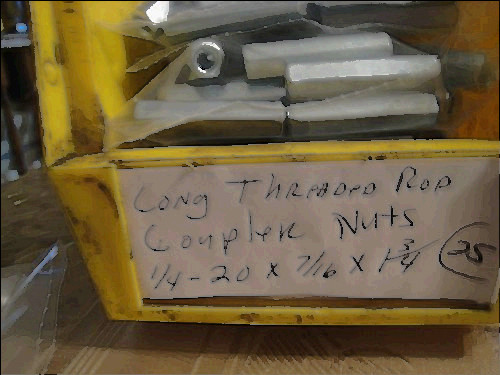 Long Threaded Rod
Coupler Nuts
1/4-20 x 7/16 x 1 3/4 (25)